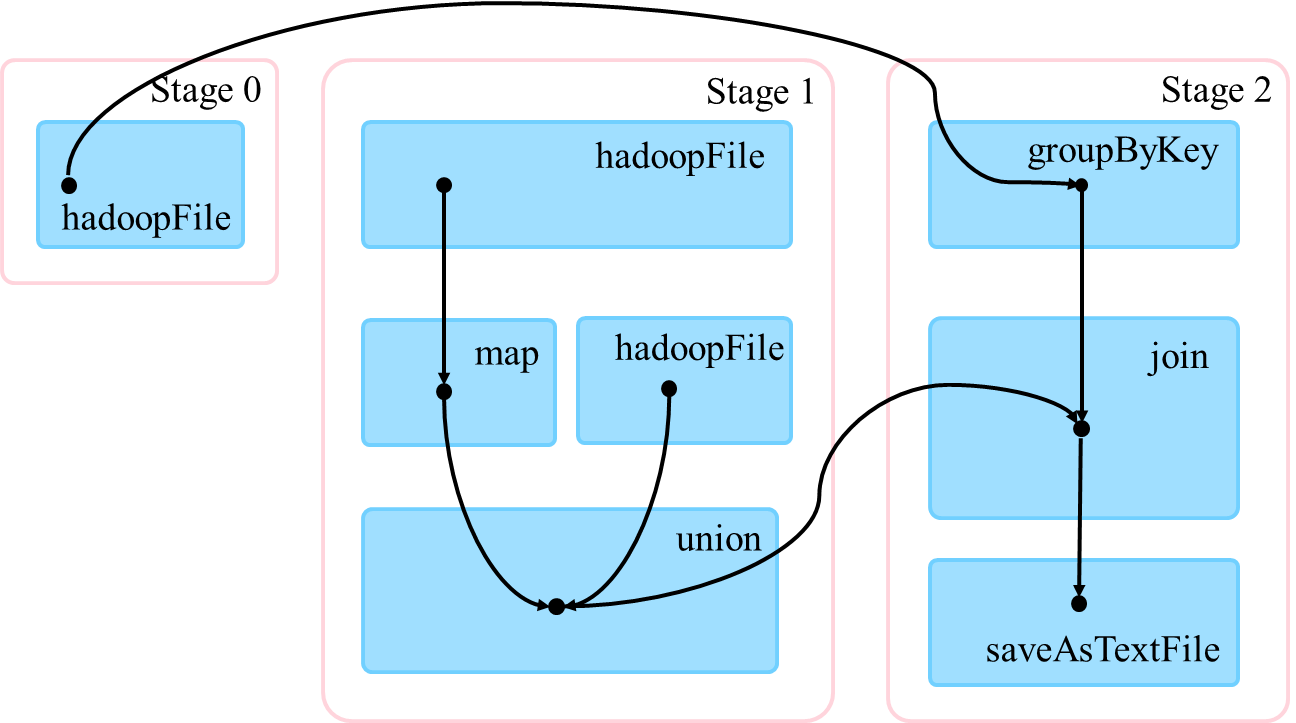 Stage 0
hadoopFile
Stage 1
hadoopFile
map
hadoopFile
union
Stage 2
groupByKey
join
saveAsTextFile